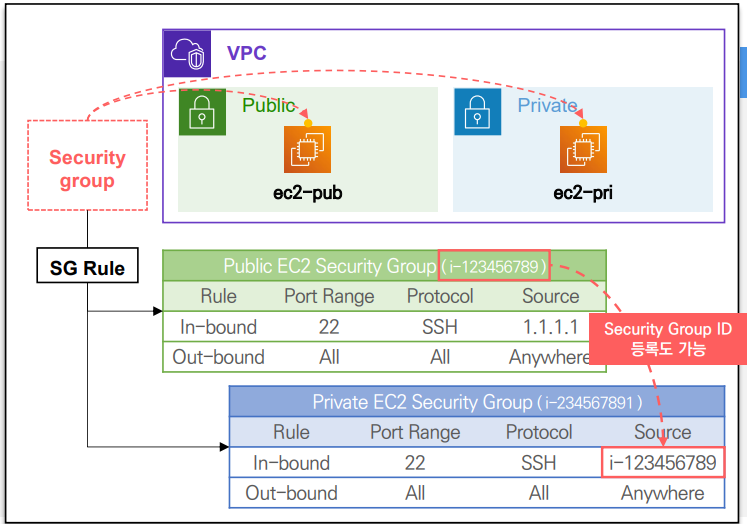 VPC
Public
Private
Security
group
ec2-pub
ec2-pri
SG Rule
Public EC2 Security Group (i-123456789)
Rule Port Range Protocol Source
In-bound 22 SSH 1.1.1.1
Out-bound All All Anywhere
Security Group ID
등록도 가능
Private EC2 Security Group (i-234567891)
Rule Port Range Protocol Source
In-bound 22 SSH i-123456789
Out-bound All All Anywhere